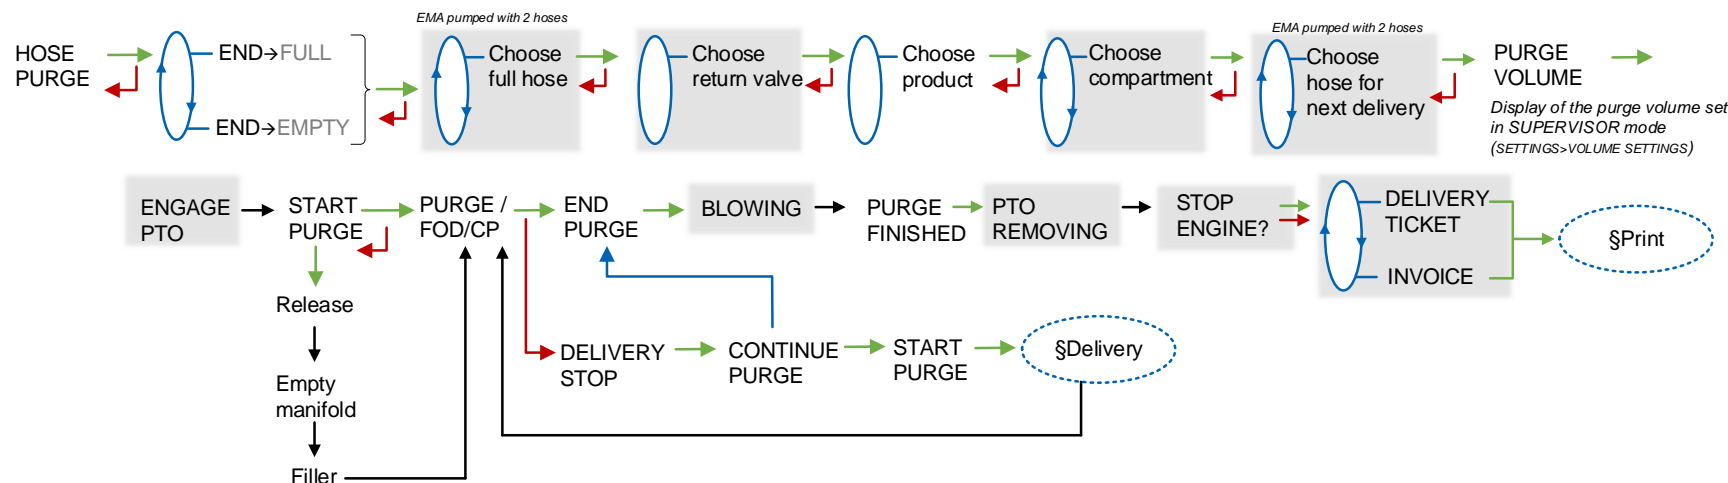 EMA pumped with 2 hoses
EMA pumped with 2 hoses
HOSE
PURGE
END→FULL
END→EMPTY
Choose
full hose
Choose
return valve
Choose
product
Choose
compartment
Choose
hose for
next delivery
PURGE
VOLUME
Display of the purge volume set
in SUPERVISOR mode
(SETTINGS>VOLUME SETTINGS)
ENGAGE
PTO
START
PURGE
PURGE /
FOD/CP
END
PURGE
BLOWING
PURGE
FINISHED
PTO
REMOVING
STOP
ENGINE?
DELIVERY
TICKET
INVOICE
§Print
Release
Empty
manifold
Filler
DELIVERY
STOP
CONTINUE
PURGE
START
PURGE
§Delivery